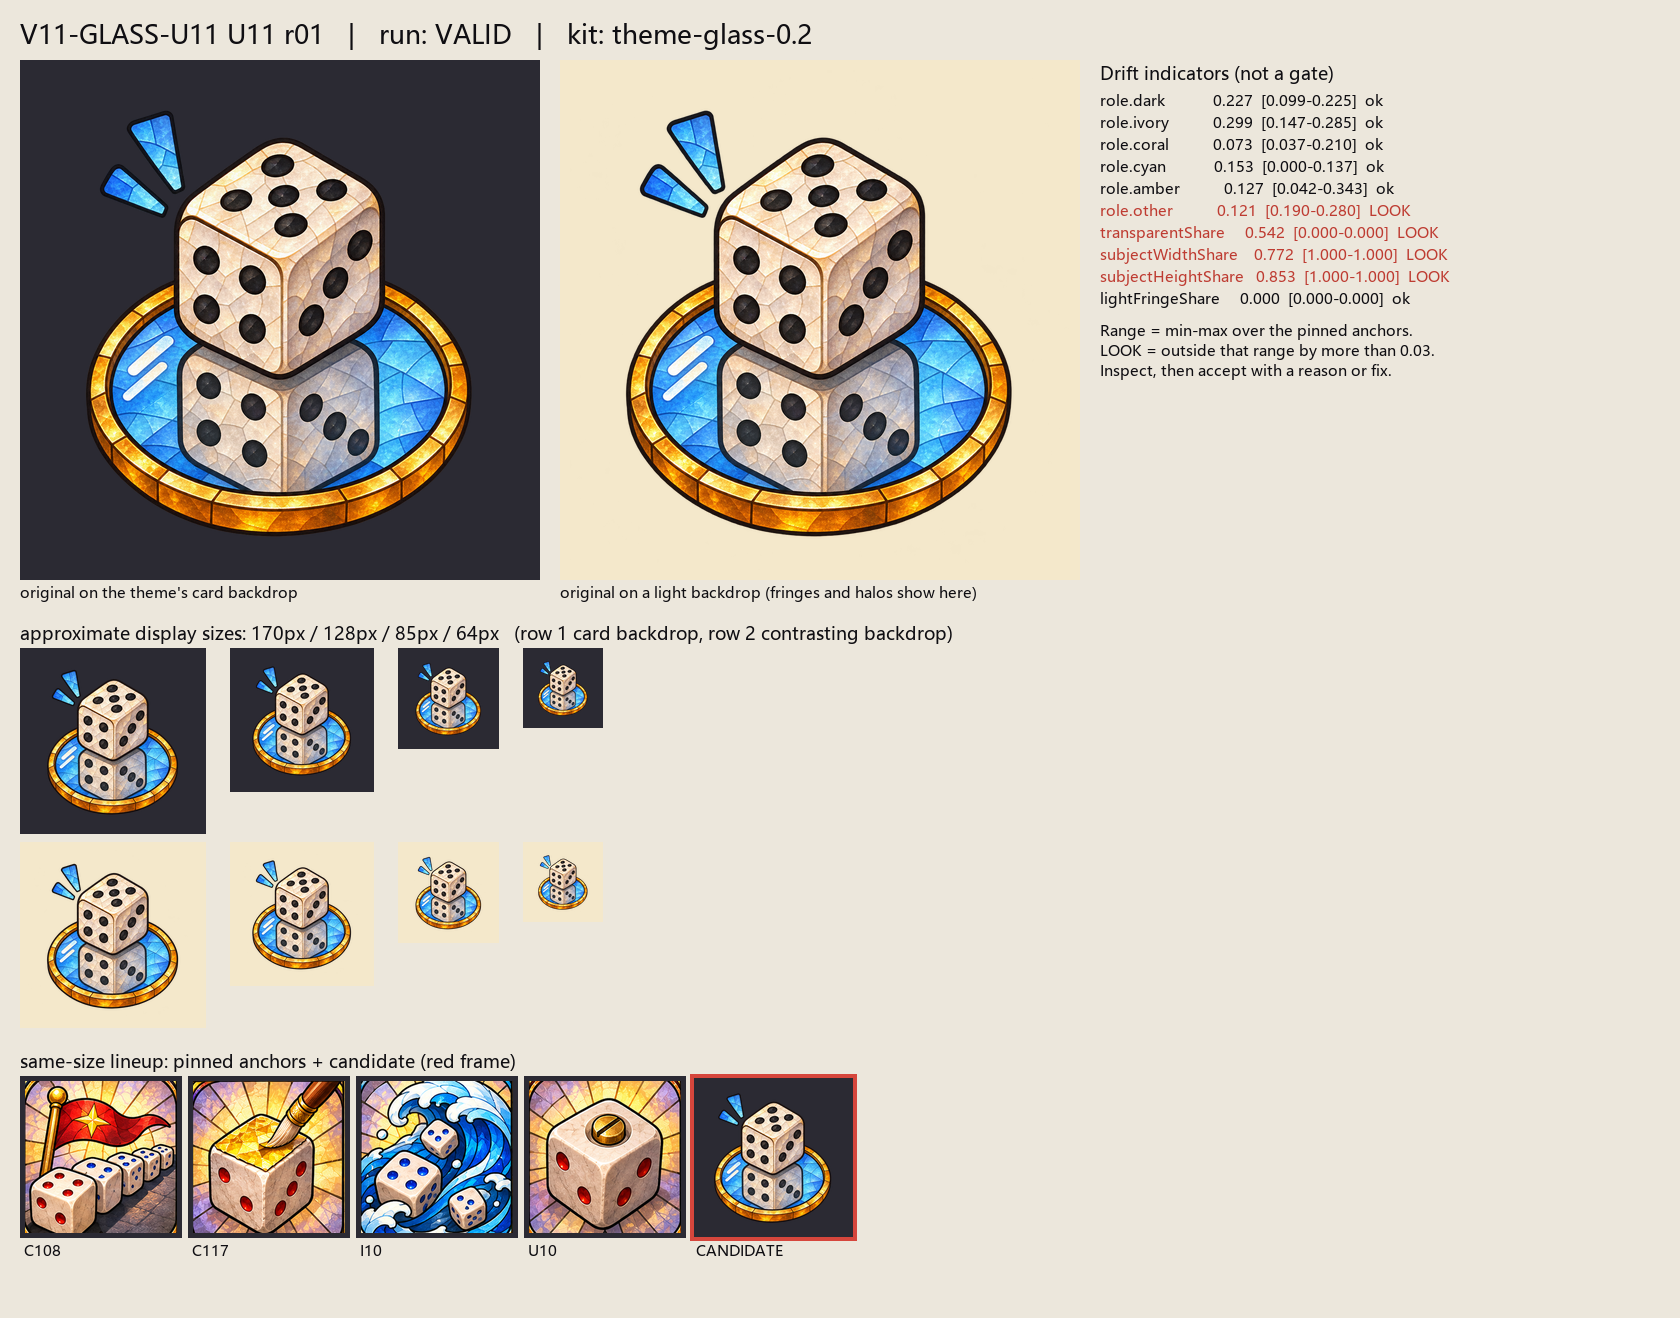 V11-GLASS-U11 U11 r01 | run: VALID | kit: theme-glass-0.2
Drift indicators (not a gate)
role.dark 0.227 [0.099-0.225] ok
role.ivory 0.299 [0.147-0.285] ok
role.coral 0.073 [0.037-0.210] ok
role.cyan 0.153 [0.000-0.137] ok
role.amber 0.127 [0.042-0.343] ok
role.other 0.121 [0.190-0.280] LOOK
transparentShare 0.542 [0.000-0.000] LOOK
subjectWidthShare 0.772 [1.000-1.000] LOOK
subjectHeightShare 0.853 [1.000-1.000] LOOK
lightFringeShare 0.000 [0.000-0.000] ok
Range = min-max over the pinned anchors.
LOOK = outside that range by more than 0.03.
Inspect, then accept with a reason or fix.
original on the theme's card backdrop
original on a light backdrop (fringes and halos show here)
approximate display sizes: 170px / 128px / 85px / 64px (row 1 card backdrop, row 2 contrasting backdrop)
same-size lineup: pinned anchors + candidate (red frame)
C108
C117
I10
U10
CANDIDATE